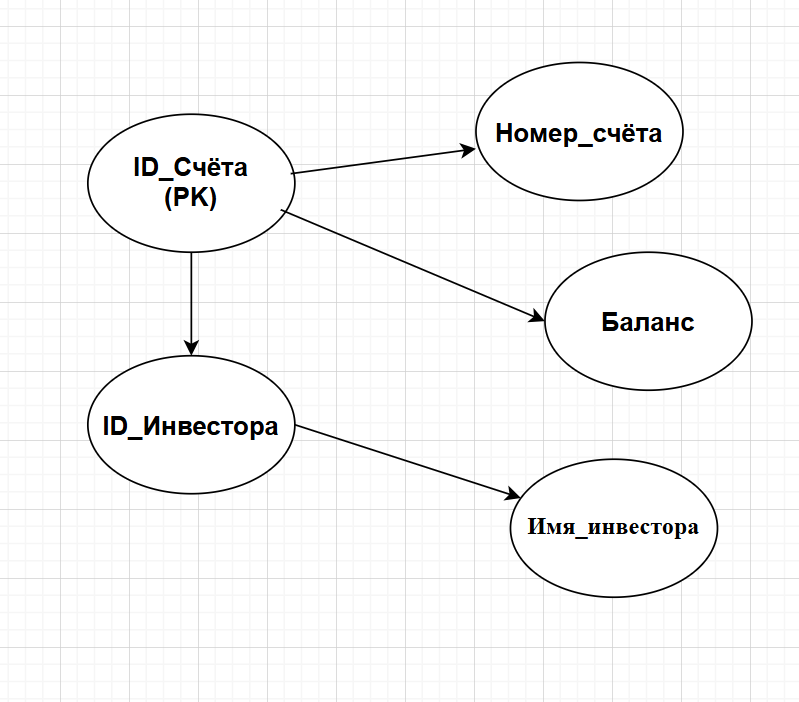 ID_Счёта
(PK)
Номер_счёта
Баланс
ID_Инвестора
Имя_инвестора